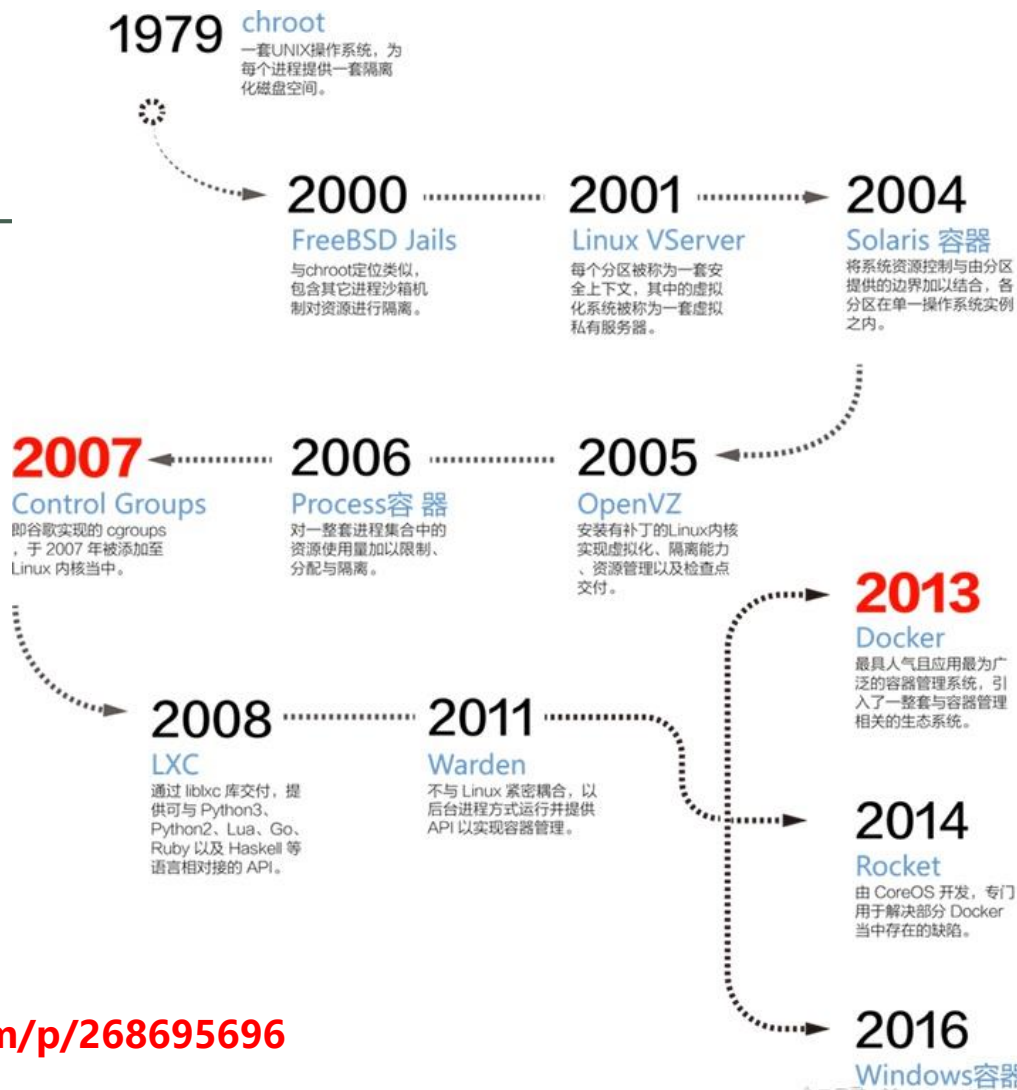 1979
chroot
一套UNIX操作系统，为
每个进程提供一套隔离
化磁盘空间。
2000
FreeBSD Jails
与chroot定位类似，
包含其它进程沙箱机
制对资源进行隔离。
2001
Linux VServer
每个分区被称为一套安
全上下文，其中的虚拟
化系统被称为一套虚拟
私有服务器。
2004
Solaris 容器
将系统资源控制与由分区
提供的边界加以结合，各
分区在单一操作系统实例
之内。
2007
Control Groups
即谷歌实现的 cgroups
，于 2007 年被添加至
Linux 内核当中。
2006
Process容 器
对一整套进程集合中的
资源使用量加以限制、
分配与隔离。
2005
OpenVZ
安装有补丁的Linux内核
实现虚拟化、隔离能力
、资源管理以及检查点
交付。
2008
LXC
通过 liblxc 库交付，提
供可与 Python3、
Python2、Lua、Go、
Ruby 以及 Haskell 等
语言相对接的 API。
2011
Warden
不与 Linux 紧密耦合，以
后台进程方式运行并提供
API 以实现容器管理。
2013
Docker
最具人气且应用最为广
泛的容器管理系统，引
入了一整套与容器管理
相关的生态系统。
2014
Rocket
由 CoreOS 开发，专门
用于解决部分 Docker
当中存在的缺陷。
2016
Windows容器
m/p/268695696